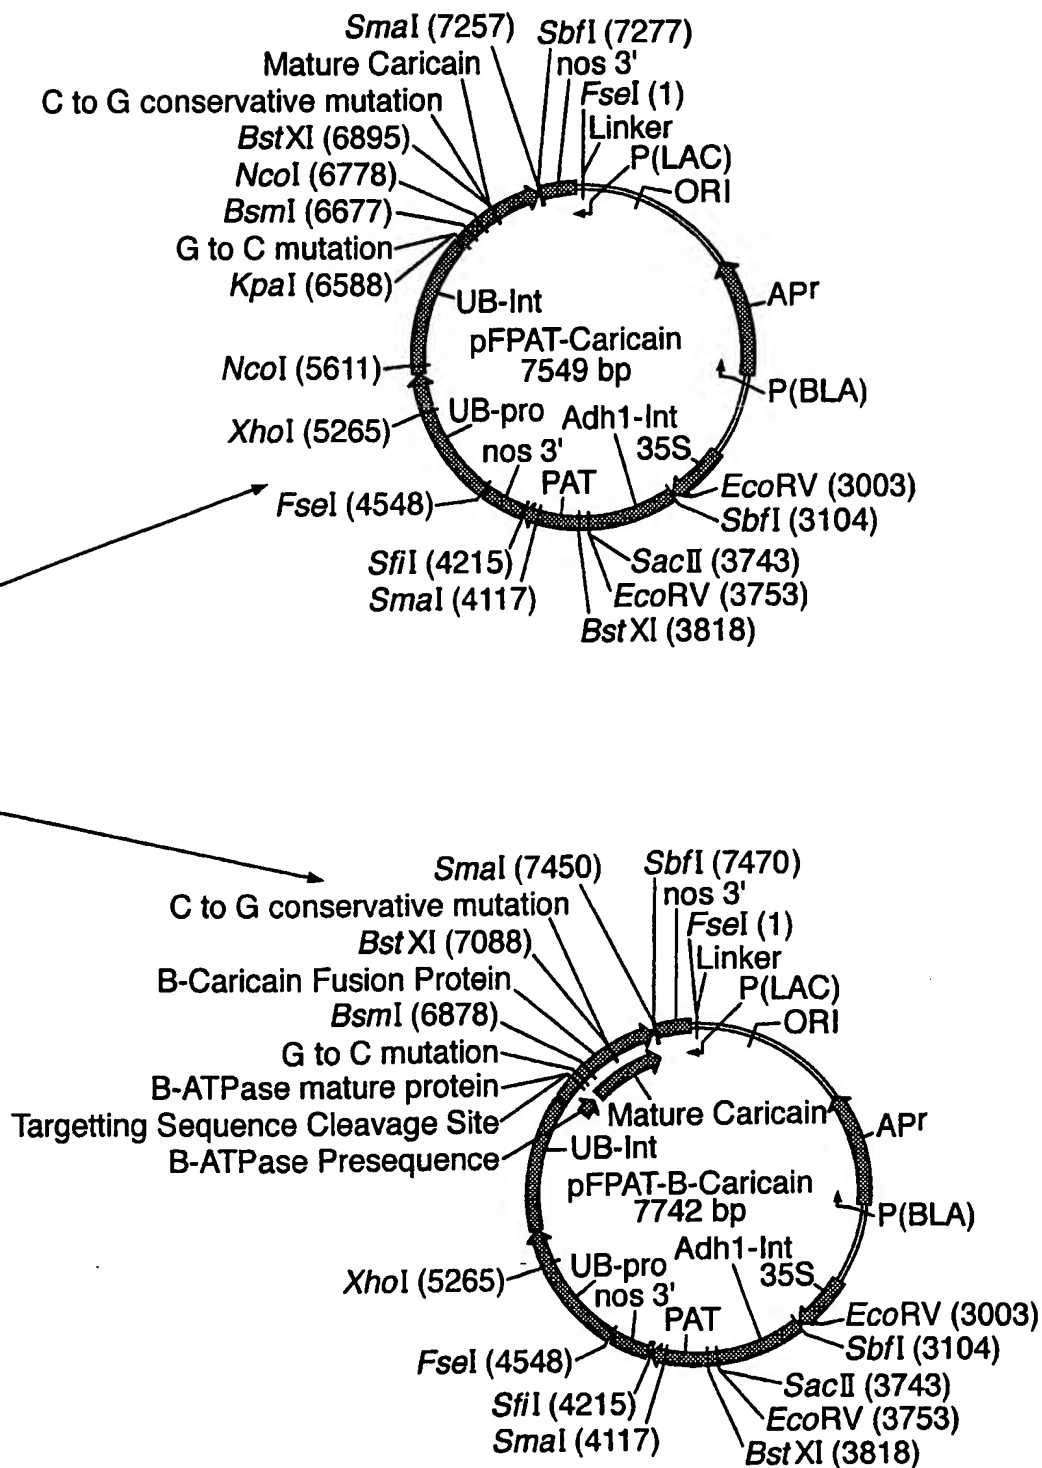 SmaI (7257)
SbfI (7277)
Mature Caricain
nos 3'
C to G conservative mutation
FseI (1)
BstXI (6895)
Linker
NcoI (6778)
P(LAC)
BsmI (6677)
ORI
G to C mutation
KpaI (6588)
UB-Int
APr
pFPAT-Caricain
7549 bp
NcoI (5611)
P(BLA)
XhoI (5265)
UB-pro
Adh1-Int
nos 3'
35S
PAT
FseI (4548)
EcoRV (3003)
SbfI (3104)
SfiI (4215)
SacII (3743)
SmaI (4117)
EcoRV (3753)
BstXI (3818)
SmaI (7450)
SbfI (7470)
C to G conservative mutation
nos 3'
BstXI (7088)
FseI (1)
B-Caricain Fusion Protein
Linker
BsmI (6878)
P(LAC)
G to C mutation
ORI
B-ATPase mature protein
Targetting Sequence Cleavage Site
Mature Caricain
APr
B-ATPase Presequence
UB-Int
pFPAT-B-Caricain
7742 bp
P(BLA)
XhoI (5265)
UB-pro
Adh1-Int
nos 3'
35S
PAT
FseI (4548)
EcoRV (3003)
SbfI (3104)
SfiI (4215)
SacII (3743)
SmaI (4117)
EcoRV (3753)
BstXI (3818)